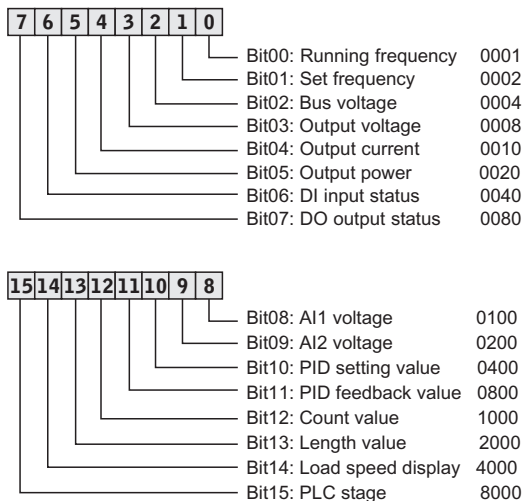 7 6 5 4 3 2 1 0
Bit00: Running frequency 0001
Bit01: Set frequency 0002
Bit02: Bus voltage 0004
Bit03: Output voltage 0008
Bit04: Output current 0010
Bit05: Output power 0020
Bit06: DI input status 0040
Bit07: DO output status 0080
15 14 13 12 11 10 9 8
Bit08: AI1 voltage 0100
Bit09: AI2 voltage 0200
Bit10: PID setting value 0400
Bit11: PID feedback value 0800
Bit12: Count value 1000
Bit13: Length value 2000
Bit14: Load speed display 4000
Bit15: PLC stage 8000